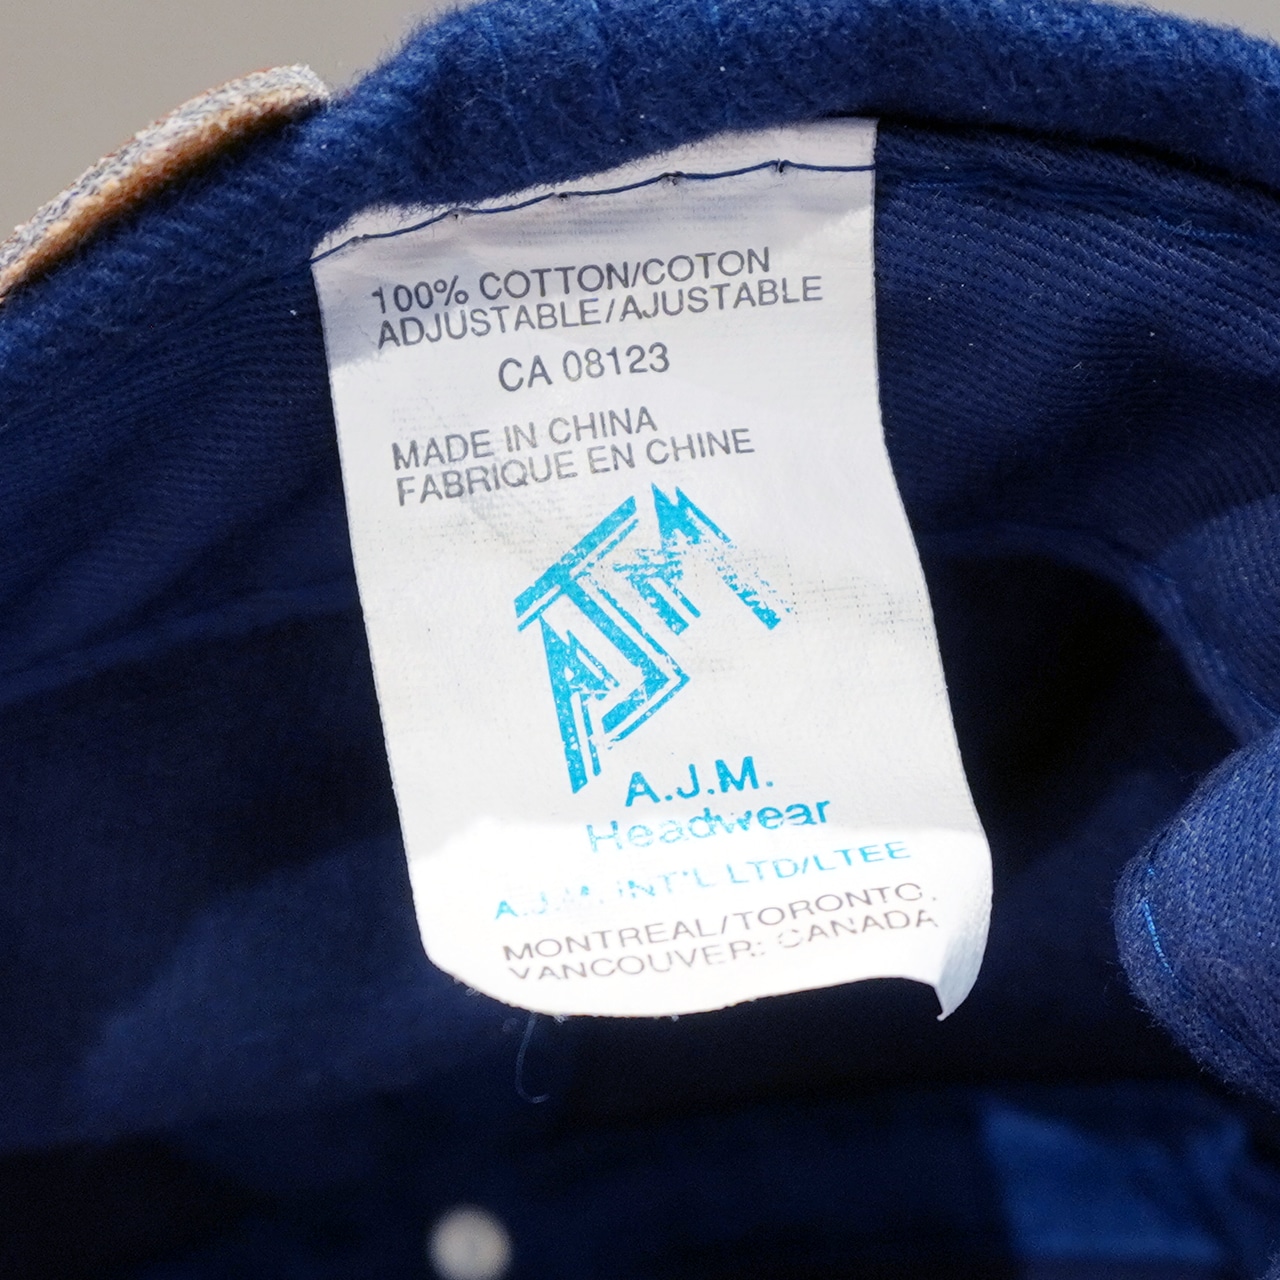 100% COTTON/COTON
ADJUSTABLE/AJUSTABLE
CA 08123
MADE IN CHINA
FABRIQUE EN CHINE
AJM
A.J.M.
Headwear
A.J.M. INT'L LTD/LTEE
MONTREAL/TORONTO.
VANCOUVER: CANADA